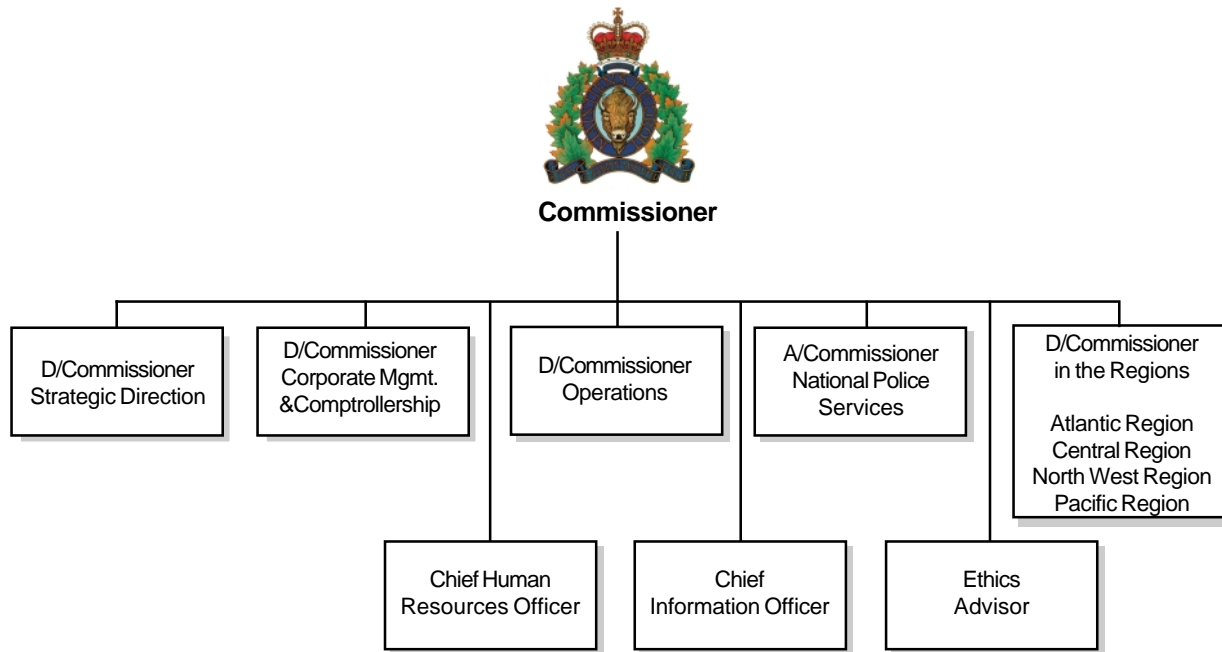 Commissioner
D/Commissioner
Strategic Direction
D/Commissioner
Corporate Mgmt.
&Comptrollership
D/Commissioner
Operations
A/Commissioner
National Police
Services
D/Commissioner
in the Regions
Atlantic Region
Central Region
North West Region
Pacific Region
Chief Human
Resources Officer
Chief
Information Officer
Ethics
Advisor